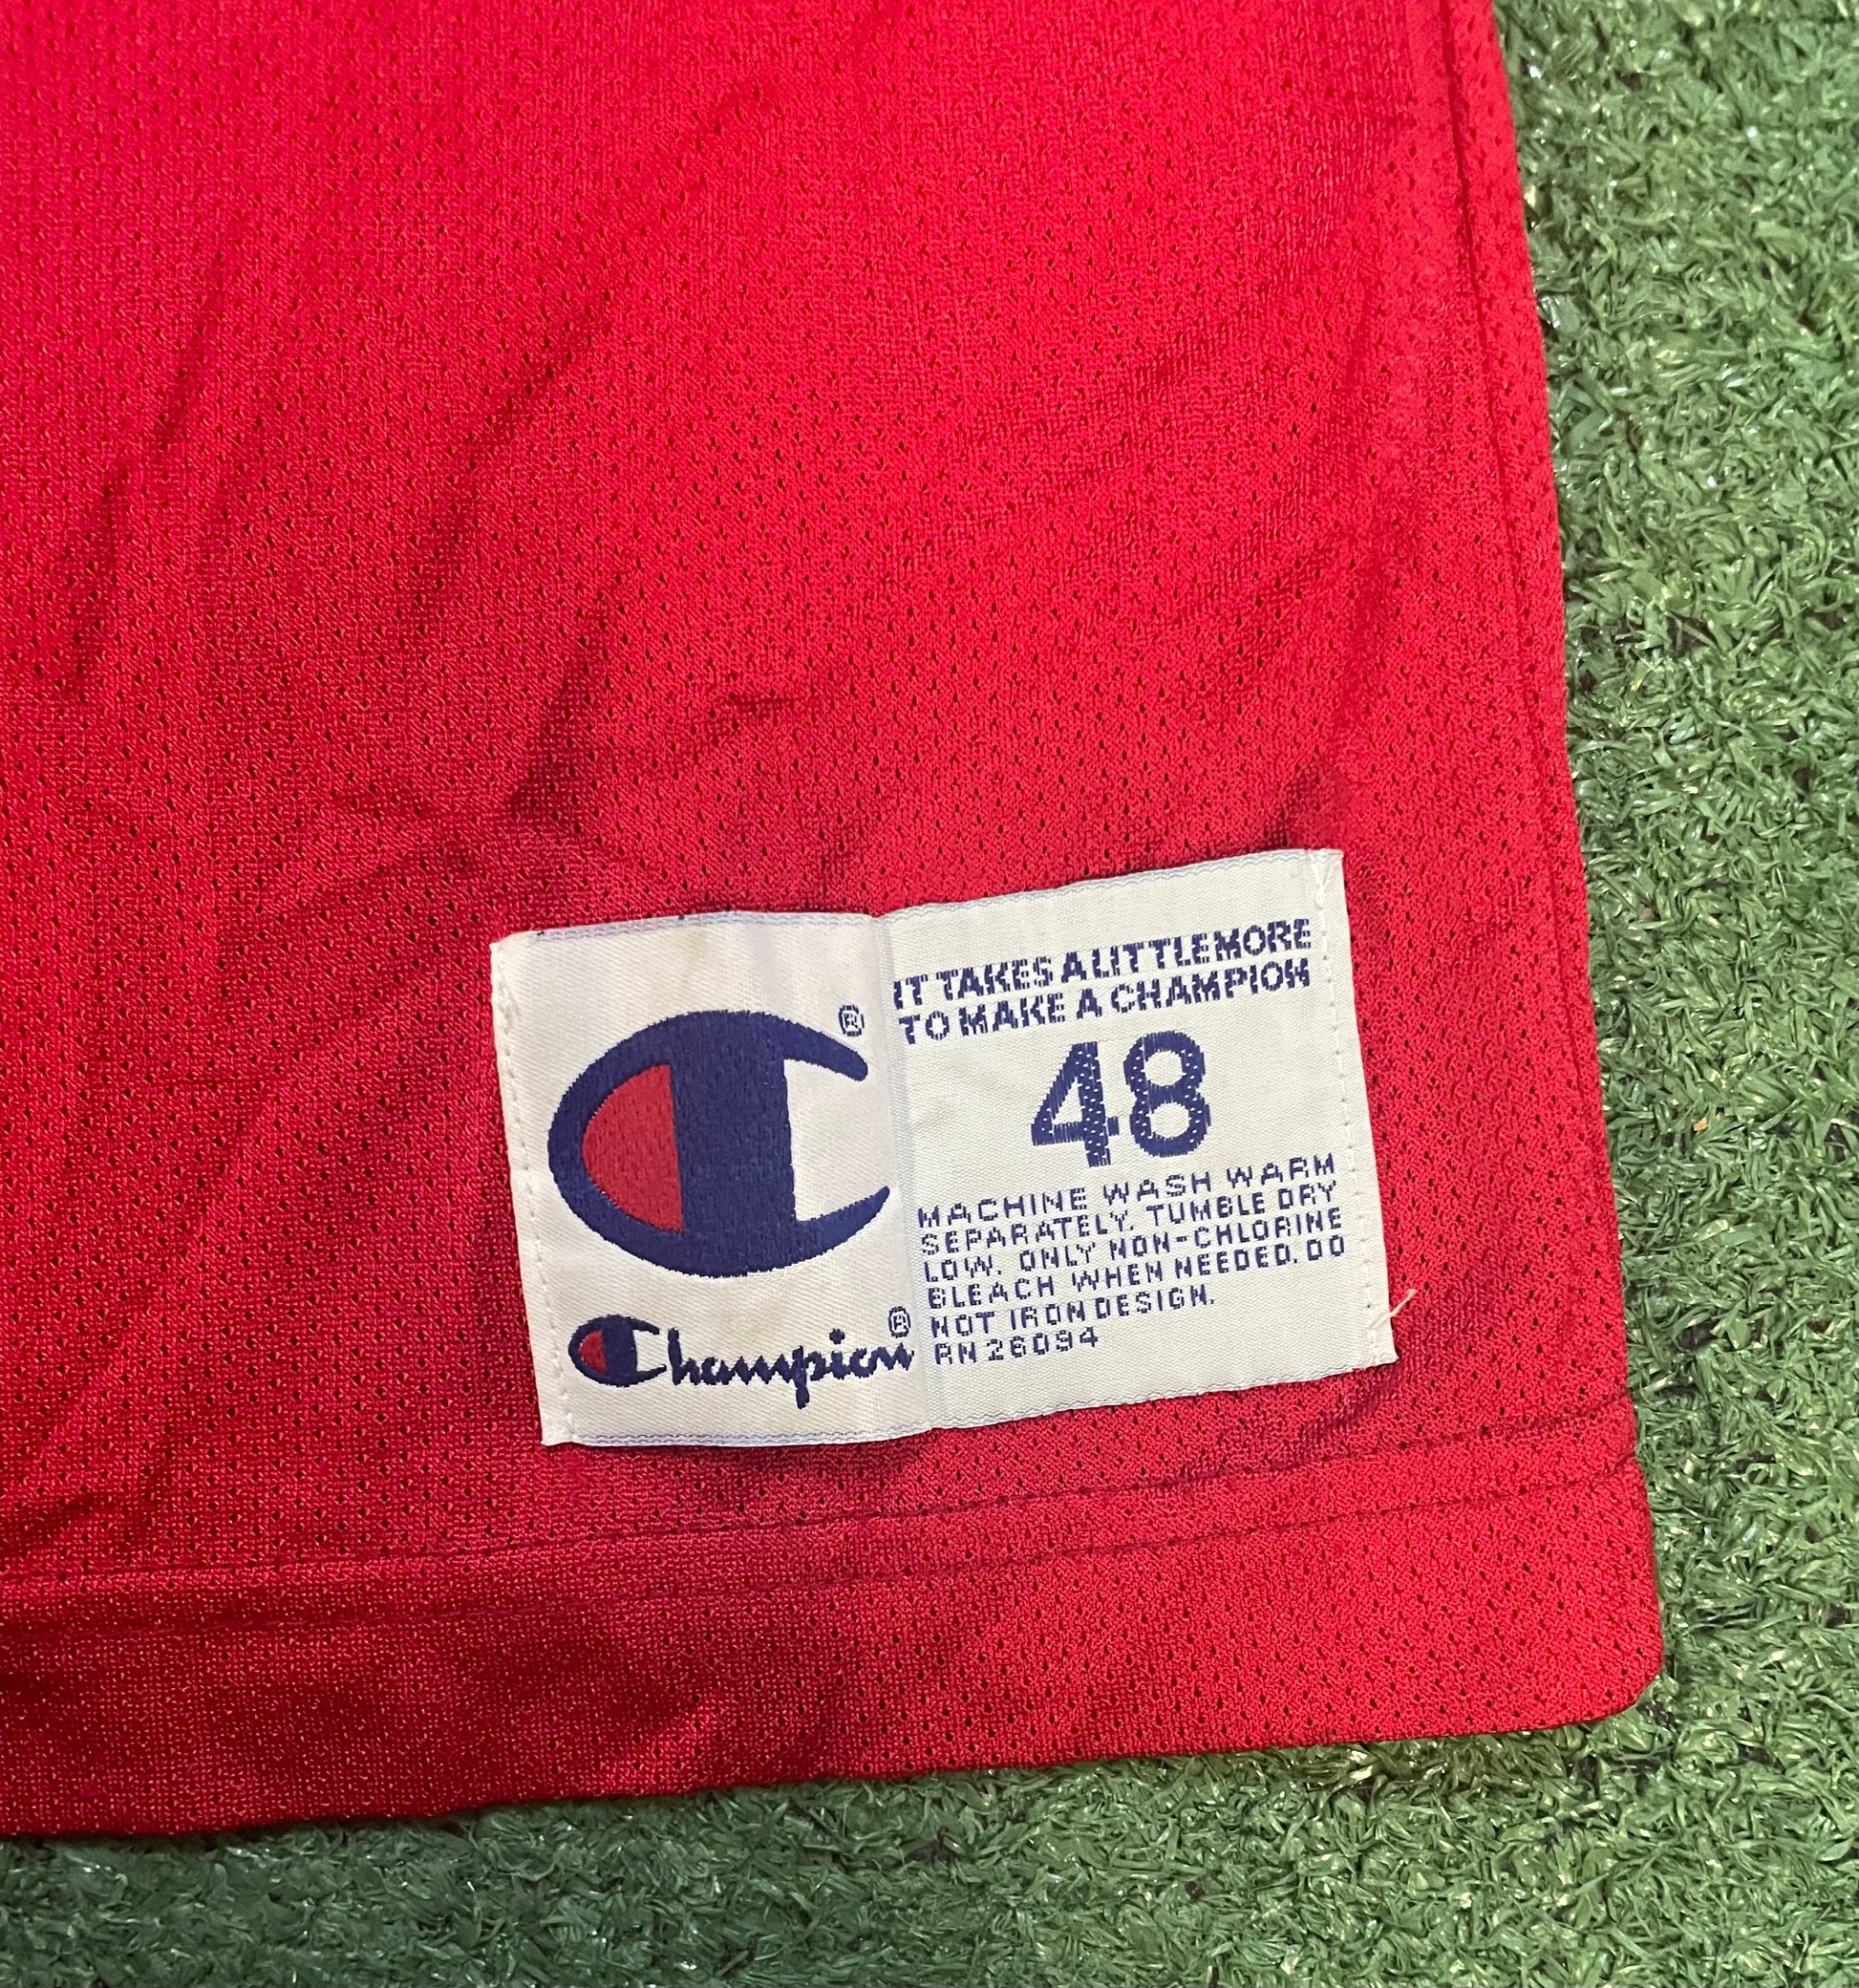 IT TAKES A LITTLE MORE
TO MAKE A CHAMPION
48
MACHINE WASH WARM
SEPARATELY. TUMBLE DRY
LOW. ONLY NON-CHLORINE
BLEACH WHEN NEEDED. DO
NOT IRON DESIGN.
RN 26094
®
Champion®